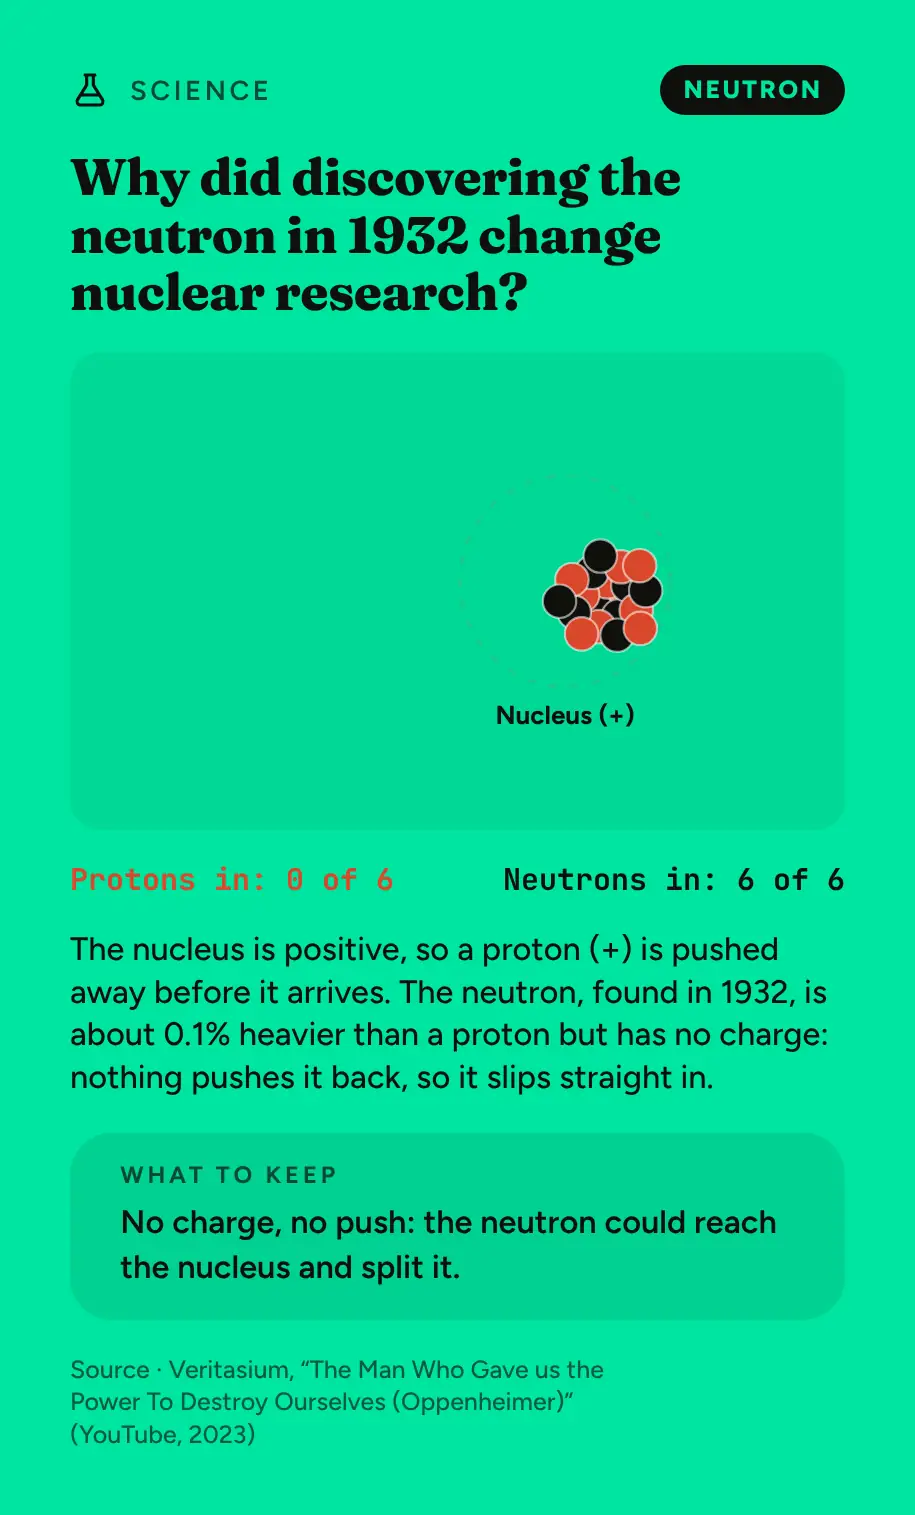 SCIENCE
NEUTRON
Why did discovering the
neutron in 1932 change
nuclear research?
Nucleus (+)
Protons in: 0 of 6
Neutrons in: 6 of 6
The nucleus is positive, so a proton (+) is pushed
away before it arrives. The neutron, found in 1932, is
about 0.1% heavier than a proton but has no charge:
nothing pushes it back, so it slips straight in.
WHAT TO KEEP
No charge, no push: the neutron could reach
the nucleus and split it.
Source · Veritasium, “The Man Who Gave us the
Power To Destroy Ourselves (Oppenheimer)”
(YouTube, 2023)